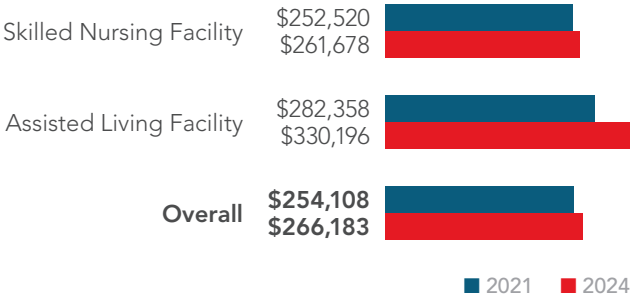 Skilled Nursing Facility
$252,520
$261,678
Assisted Living Facility
$282,358
$330,196
Overall
$254,108
$266,183
2021
2024